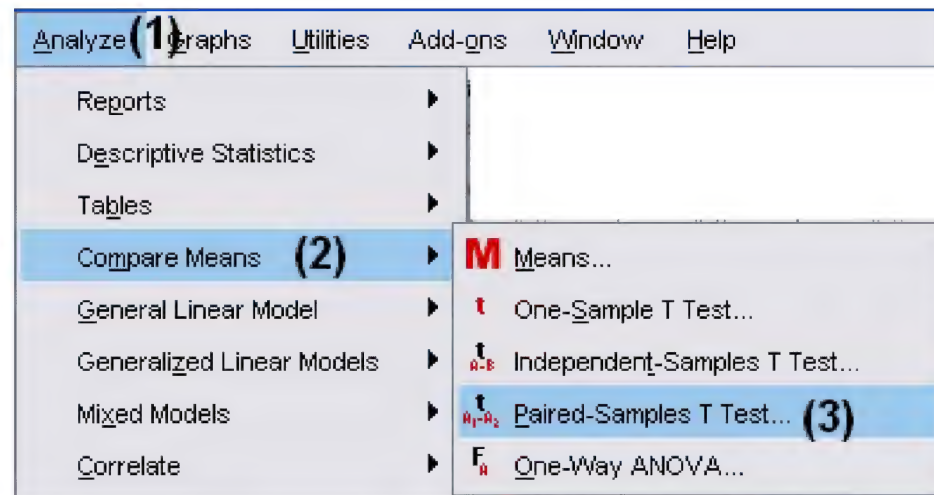 Analyze (1) Graphs Utilities Add-ons Window Help
Reports
Descriptive Statistics
Tables
Compare Means (2)
General Linear Model
Generalized Linear Models
Mixed Models
Correlate
M Means...
t One-Sample T Test...
t A-B Independent-Samples T Test...
t A₁-A₂ Paired-Samples T Test... (3)
F A One-Way ANOVA...